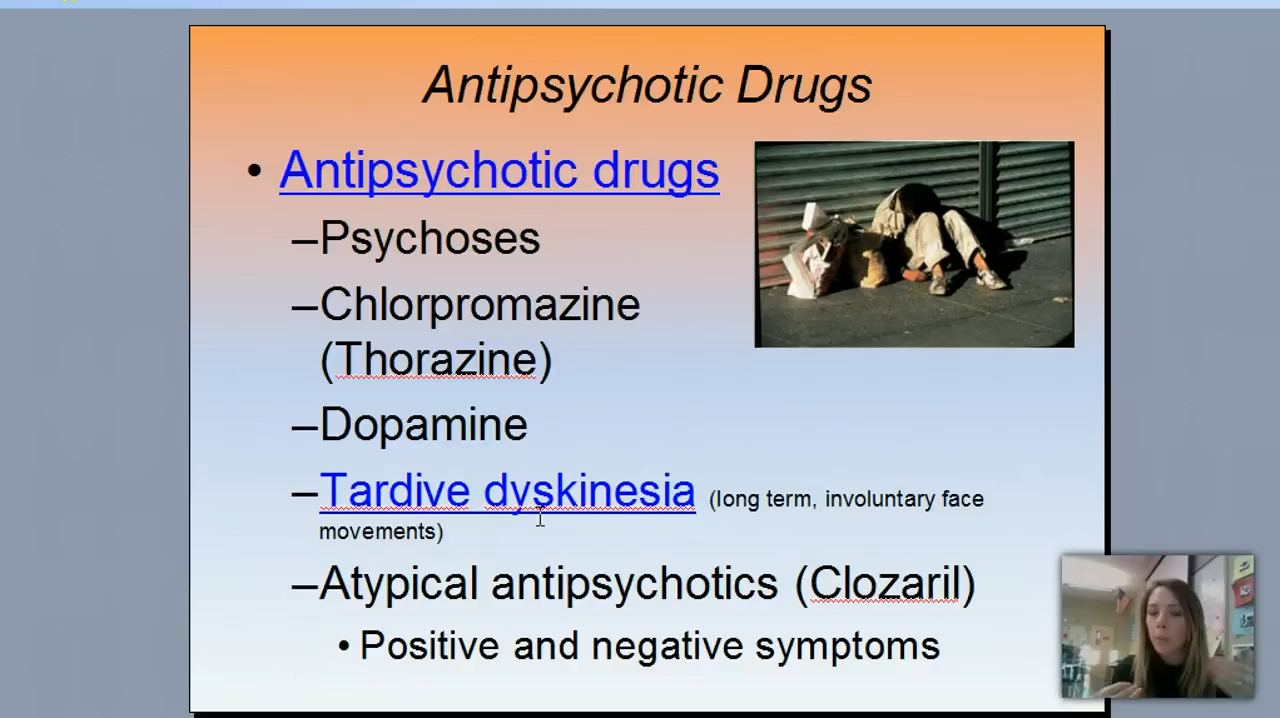 Antipsychotic Drugs
• Antipsychotic drugs
–Psychoses
–Chlorpromazine
(Thorazine)
–Dopamine
–Tardive dyskinesia (long term, involuntary face
movements)
–Atypical antipsychotics (Clozaril)
• Positive and negative symptoms